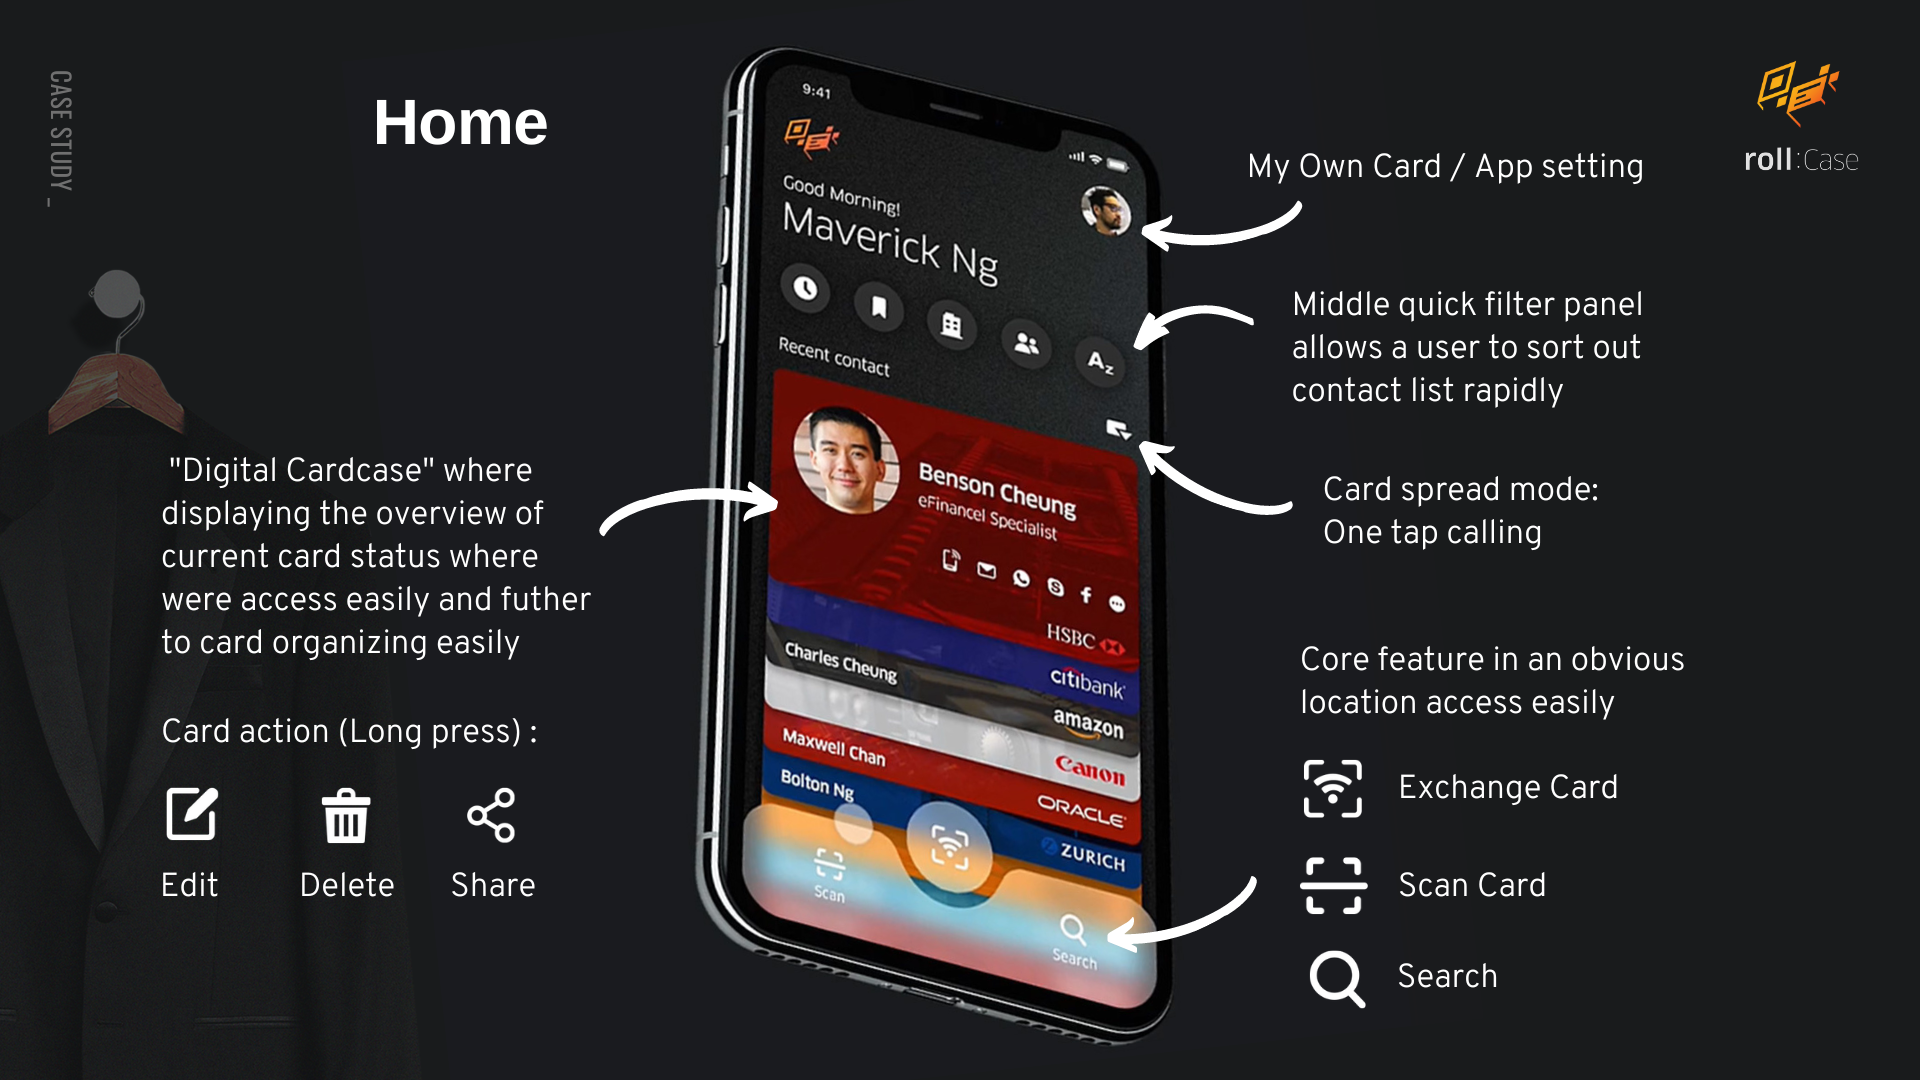 CASE STUDY _
Home
roll:Case
"Digital Cardcase" where
displaying the overview of
current card status where
were access easily and futher
to card organizing easily
Card action (Long press) :
Edit
Delete
Share
9:41
Good Morning!
Maverick Ng
Az
Recent contact
Benson Cheung
eFinancel Specialist
HSBC
citibank
Charles Cheung
amazon
Canon
Maxwell Chan
ORACLE
Bolton Ng
ZURICH
Scan
Search
My Own Card / App setting
Middle quick filter panel
allows a user to sort out
contact list rapidly
Card spread mode:
One tap calling
Core feature in an obvious
location access easily
Exchange Card
Scan Card
Search